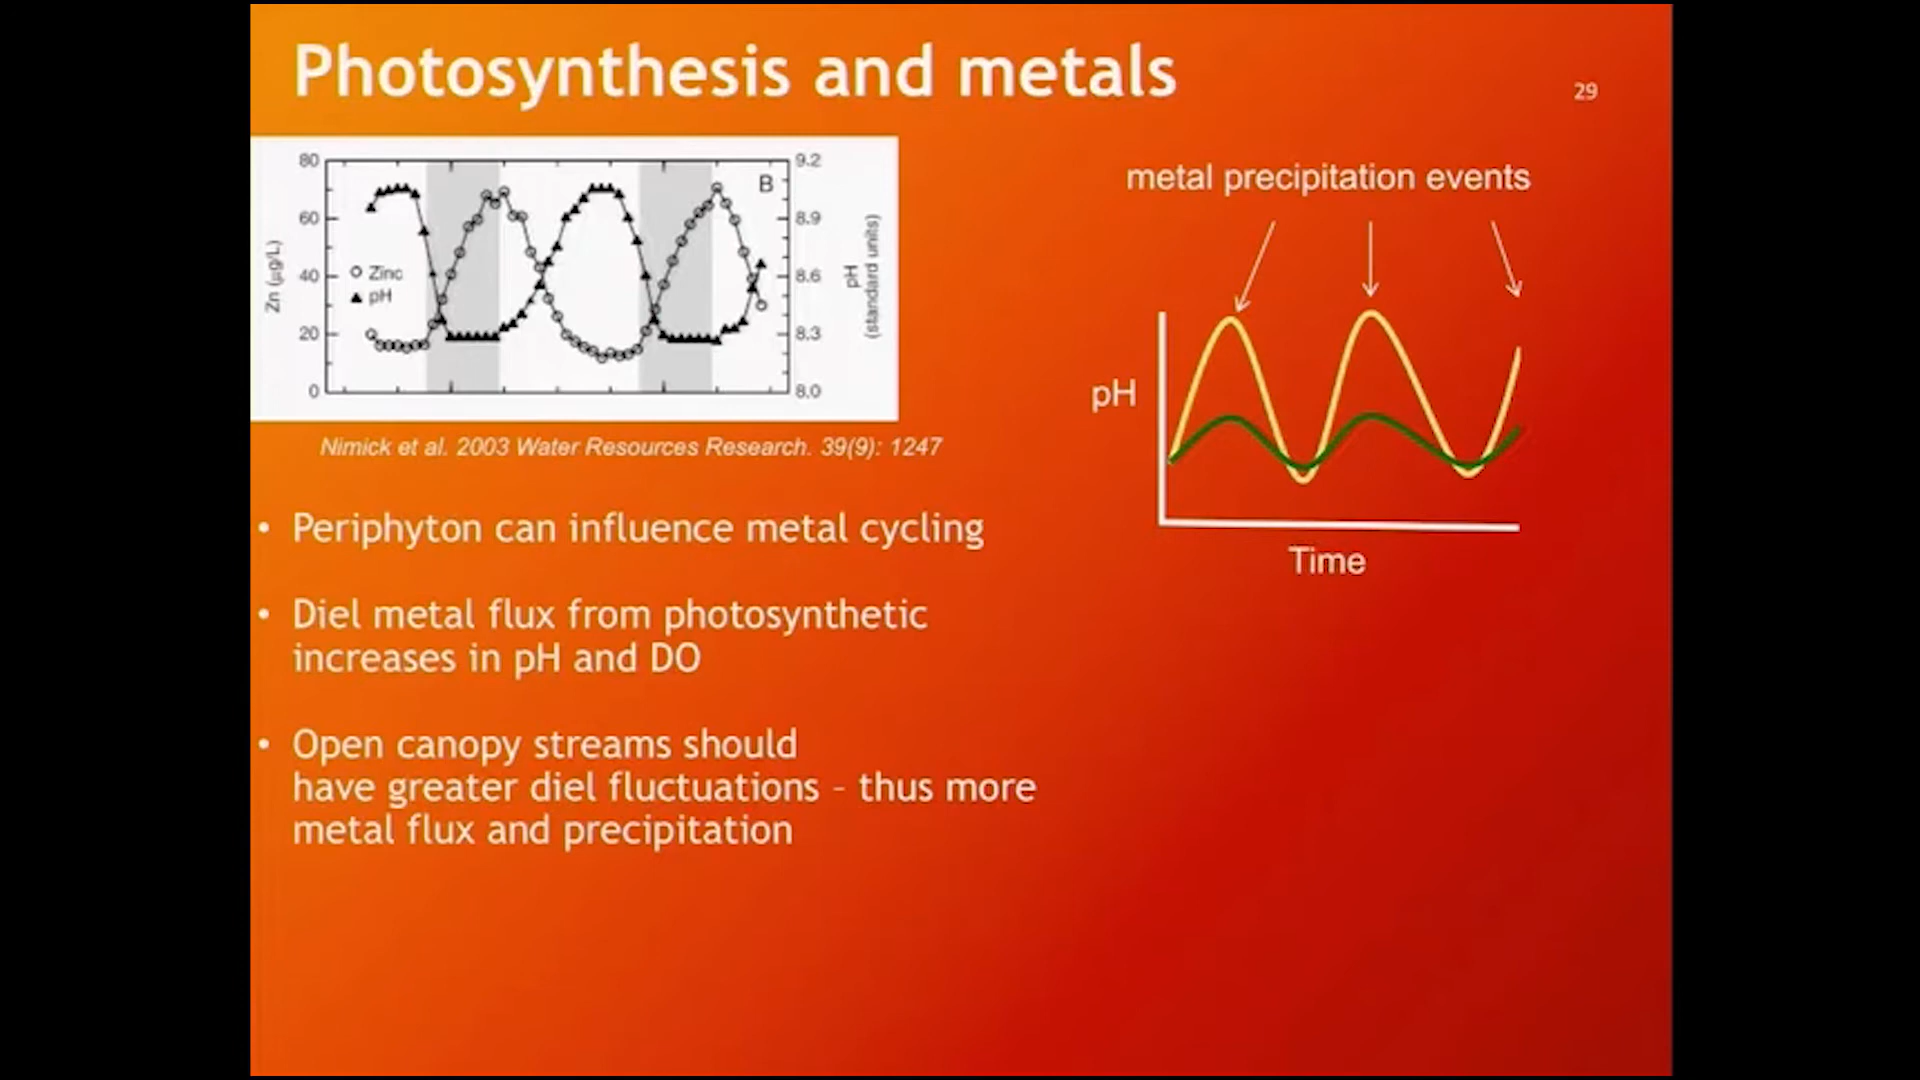 Photosynthesis and metals
29
80
60
40
20
0
Zn (µg/L)
Zinc
pH
B
9.2
8.9
8.6
8.3
8.0
pH
(standard units)
Nimick et al. 2003 Water Resources Research. 39(9): 1247
metal precipitation events
pH
Time
• Periphyton can influence metal cycling
• Diel metal flux from photosynthetic
increases in pH and DO
• Open canopy streams should
have greater diel fluctuations – thus more
metal flux and precipitation